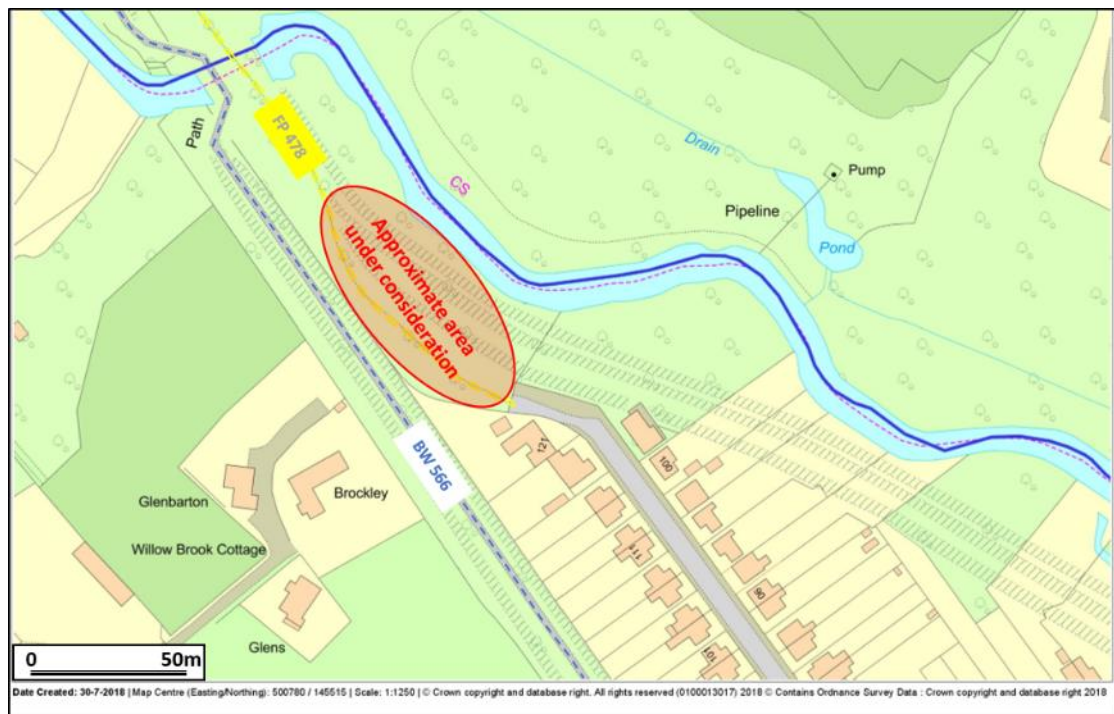 Path
FP 478
CS
Drain
Pump
Pipeline
Pond
Approximate area
under consideration
BW 566
121
100
111
90
101
Glenbarton
Brockley
Willow Brook Cottage
Glens
0 50m
Date Created: 30-7-2018 | Map Centre (Easting/Northing): 500780 / 145515 | Scale: 1:1250 | © Crown copyright and database right. All rights reserved (0100013017) 2018 © Contains Ordnance Survey Data : Crown copyright and database right 2018